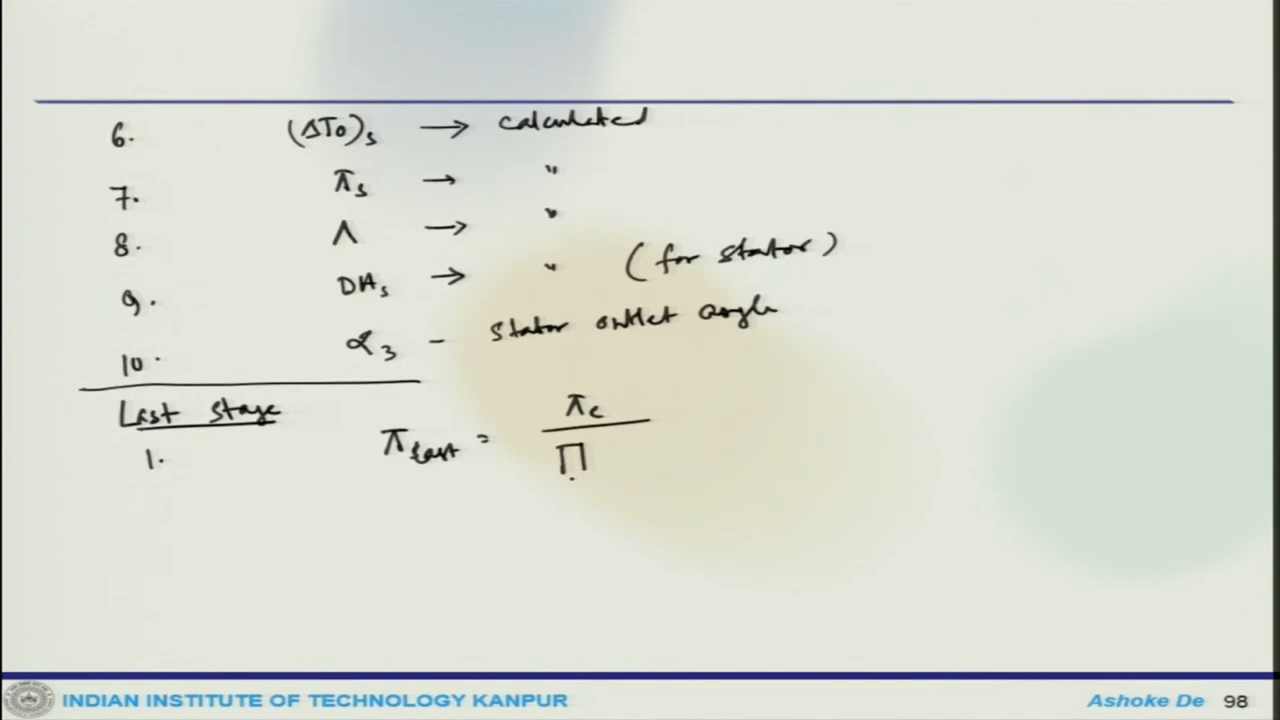 6. (ΔT0)s → calculated
7. πs → "
8. Λ → "
9. DHs → " (for stator)
10. α3 - stator outlet angle
Last stage
1. πlast = πc / ∏
INDIAN INSTITUTE OF TECHNOLOGY KANPUR
Ashoke De 98